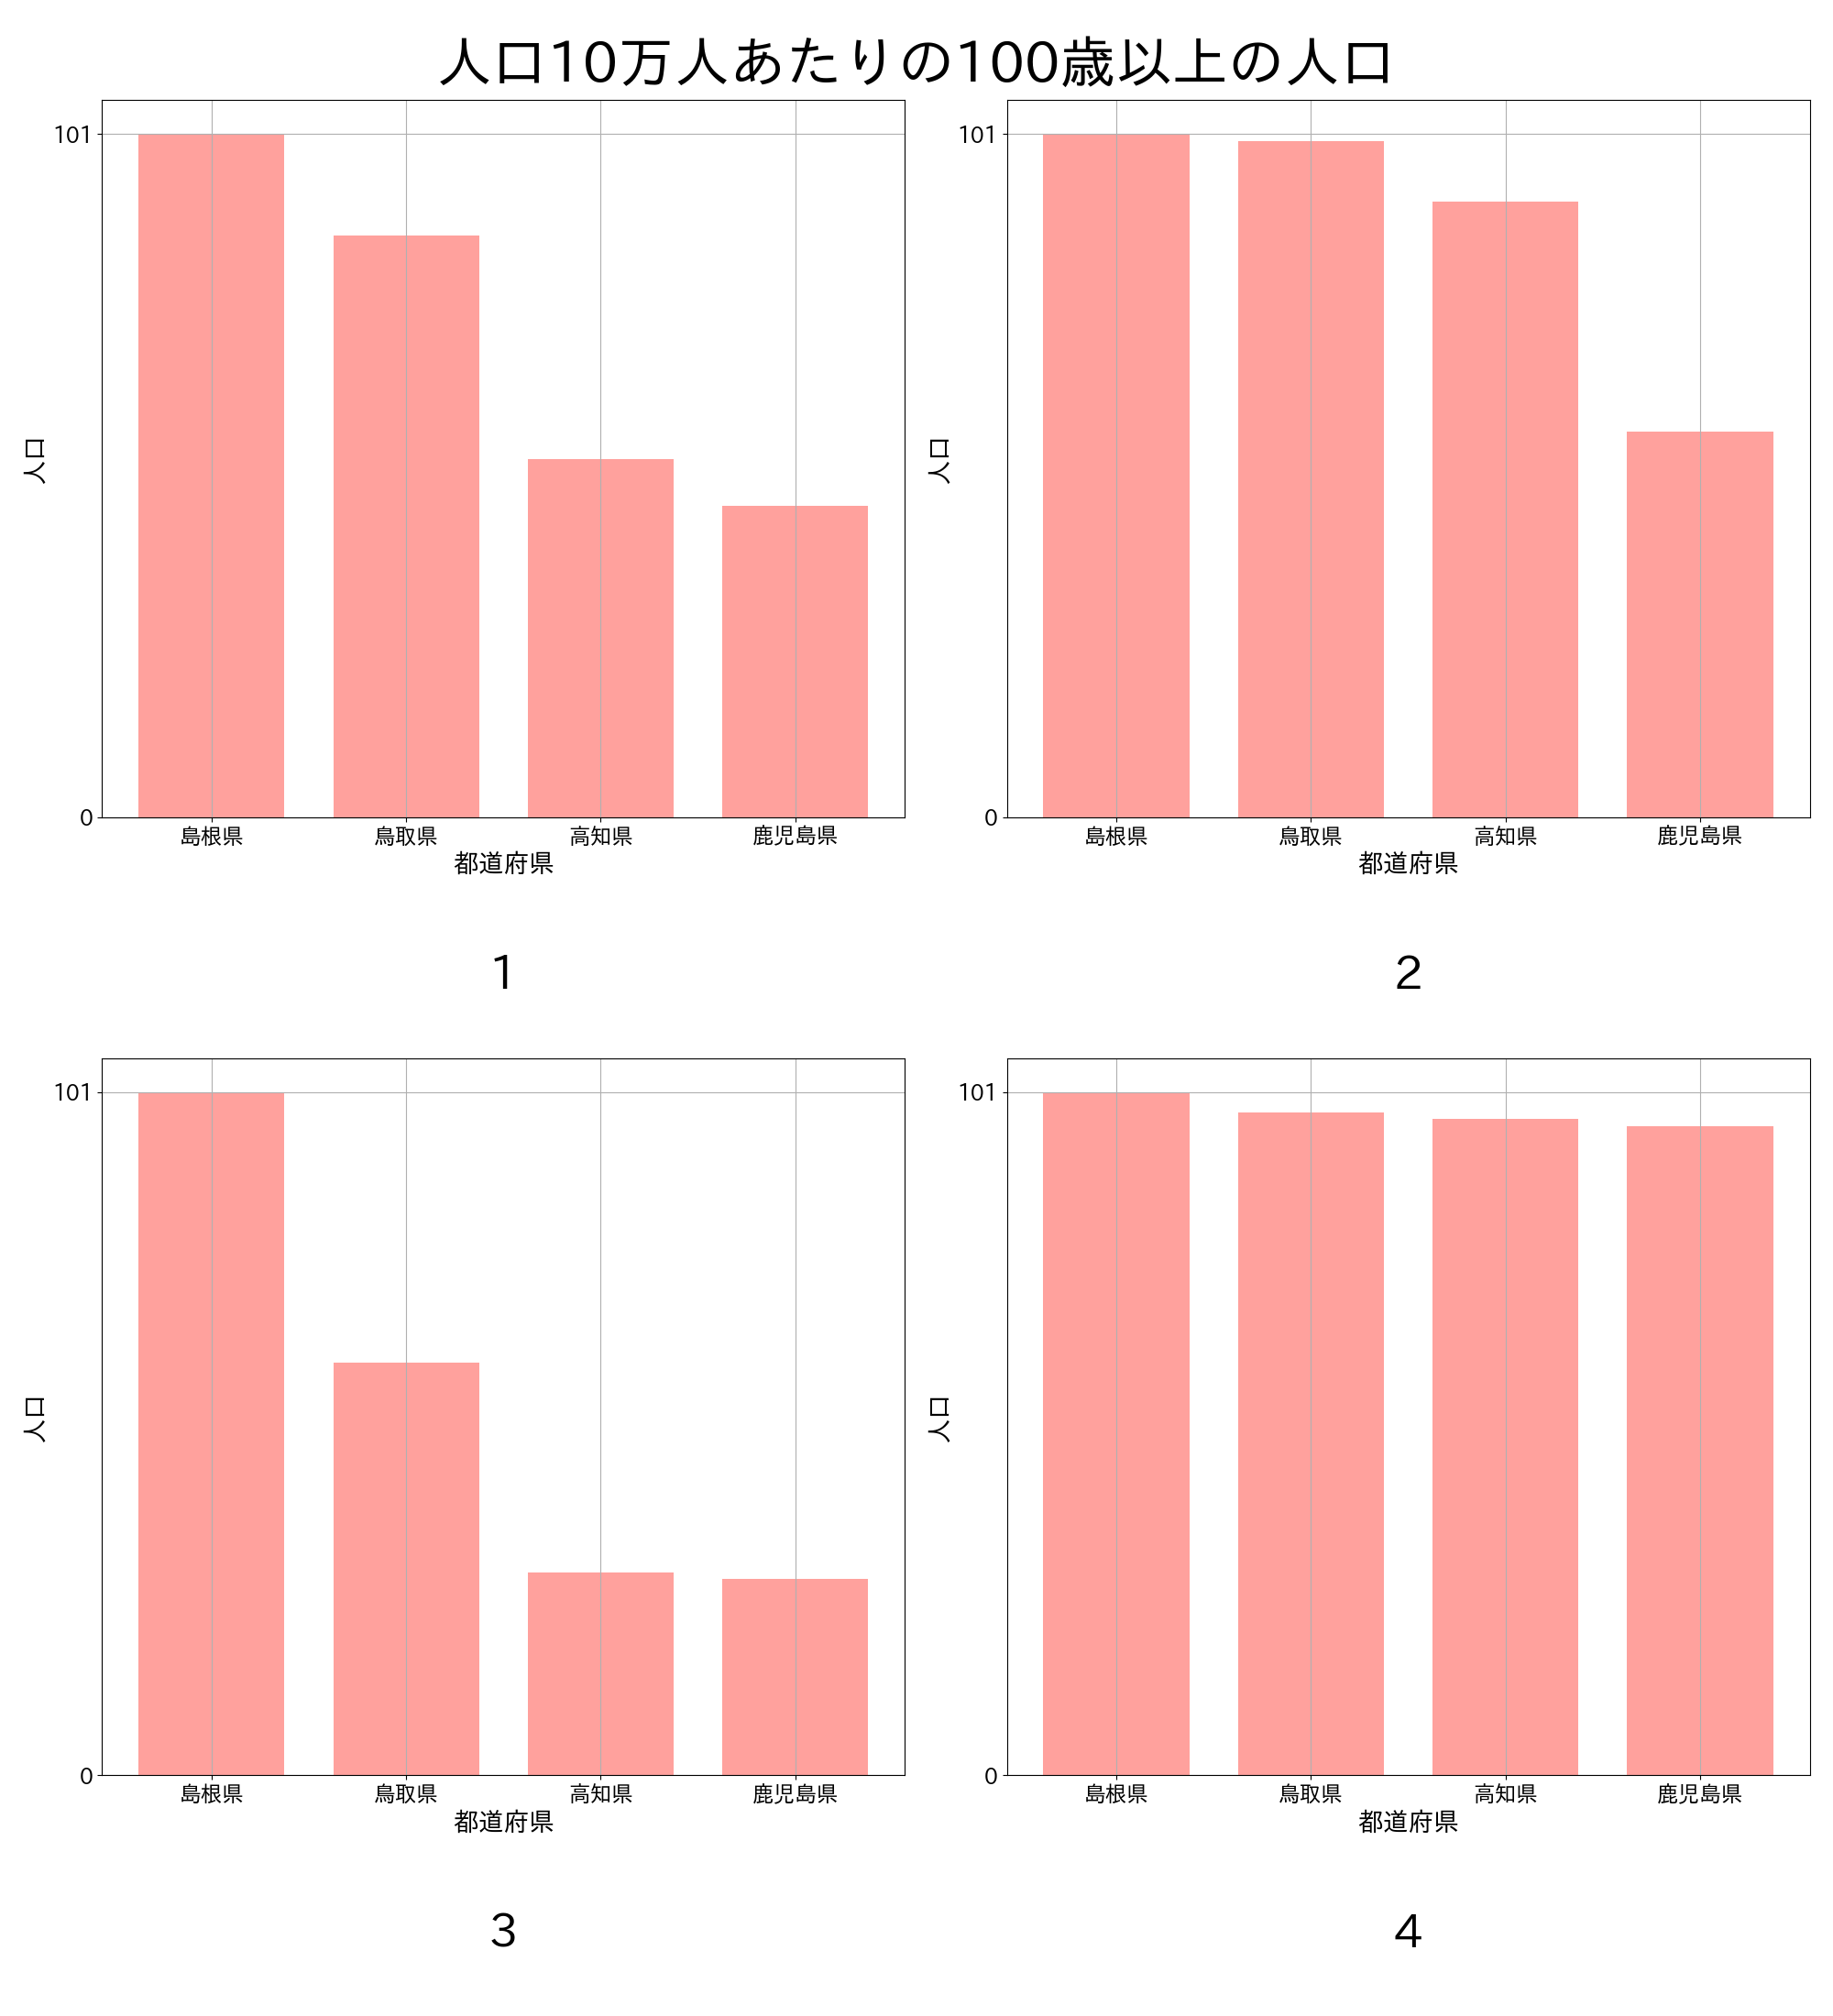 人口10万人あたりの100歳以上の人口
101
0
人口
島根県 鳥取県 高知県 鹿児島県
都道府県
1
101
0
人口
島根県 鳥取県 高知県 鹿児島県
都道府県
2
101
0
人口
島根県 鳥取県 高知県 鹿児島県
都道府県
3
101
0
人口
島根県 鳥取県 高知県 鹿児島県
都道府県
4